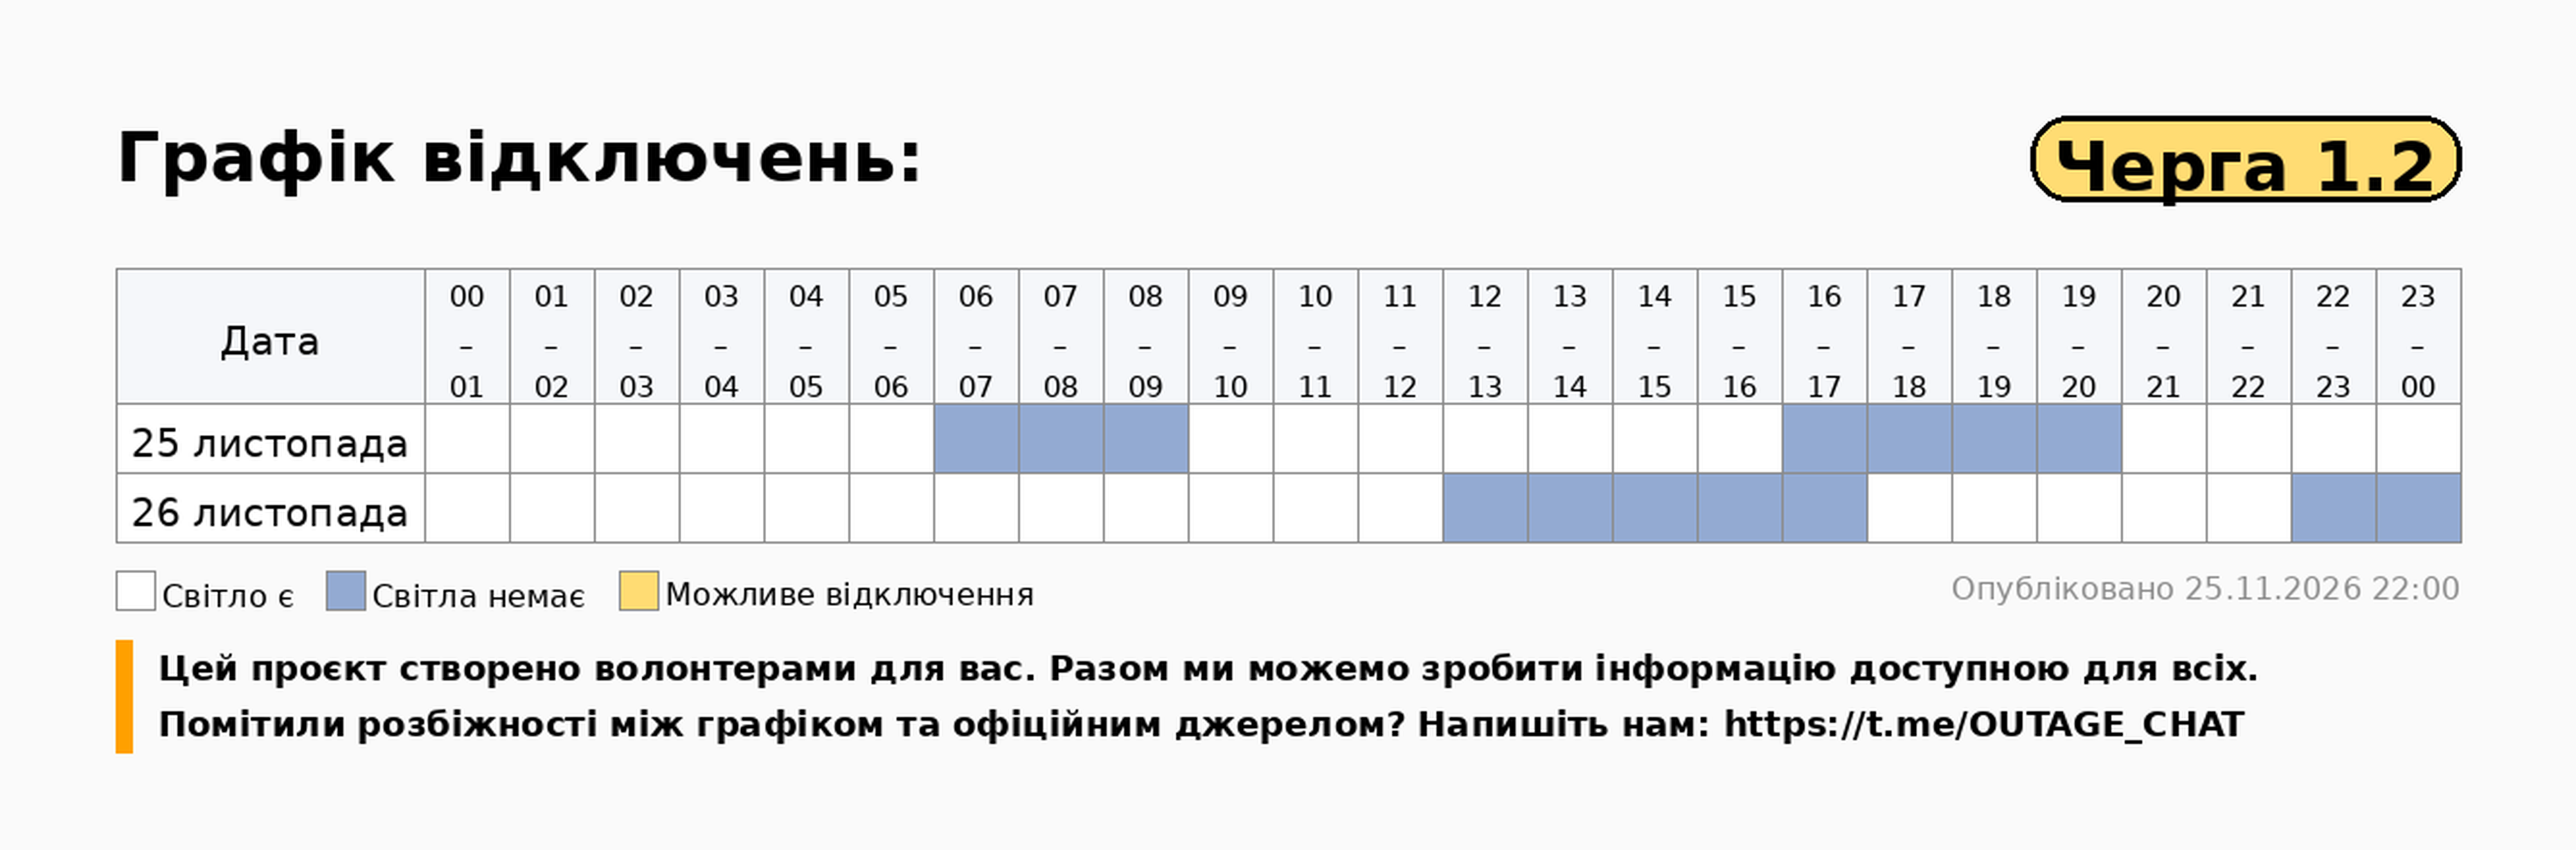 Графік відключень:
Черга 1.2
Дата
00 – 01
01 – 02
02 – 03
03 – 04
04 – 05
05 – 06
06 – 07
07 – 08
08 – 09
09 – 10
10 – 11
11 – 12
12 – 13
13 – 14
14 – 15
15 – 16
16 – 17
17 – 18
18 – 19
19 – 20
20 – 21
21 – 22
22 – 23
23 – 00
25 листопада
26 листопада
Світло є
Світла немає
Можливе відключення
Опубліковано 25.11.2026 22:00
Цей проєкт створено волонтерами для вас. Разом ми можемо зробити інформацію доступною для всіх.
Помітили розбіжності між графіком та офіційним джерелом? Напишіть нам: https://t.me/OUTAGE_CHAT